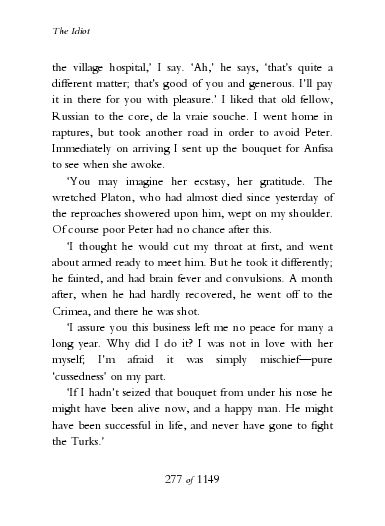 The Idiot
the village hospital,’ I say. ‘Ah,’ he says, ‘that’s quite a
different matter; that’s good of you and generous. I’ll pay
it in there for you with pleasure.’ I liked that old fellow,
Russian to the core, de la vraie souche. I went home in
raptures, but took another road in order to avoid Peter.
Immediately on arriving I sent up the bouquet for Anfisa
to see when she awoke.
‘You may imagine her ecstasy, her gratitude. The
wretched Platon, who had almost died since yesterday of
the reproaches showered upon him, wept on my shoulder.
Of course poor Peter had no chance after this.
‘I thought he would cut my throat at first, and went
about armed ready to meet him. But he took it differently;
he fainted, and had brain fever and convulsions. A month
after, when he had hardly recovered, he went off to the
Crimea, and there he was shot.
‘I assure you this business left me no peace for many a
long year. Why did I do it? I was not in love with her
myself; I’m afraid it was simply mischief—pure
‘cussedness’ on my part.
‘If I hadn’t seized that bouquet from under his nose he
might have been alive now, and a happy man. He might
have been successful in life, and never have gone to fight
the Turks.’
277 of 1149